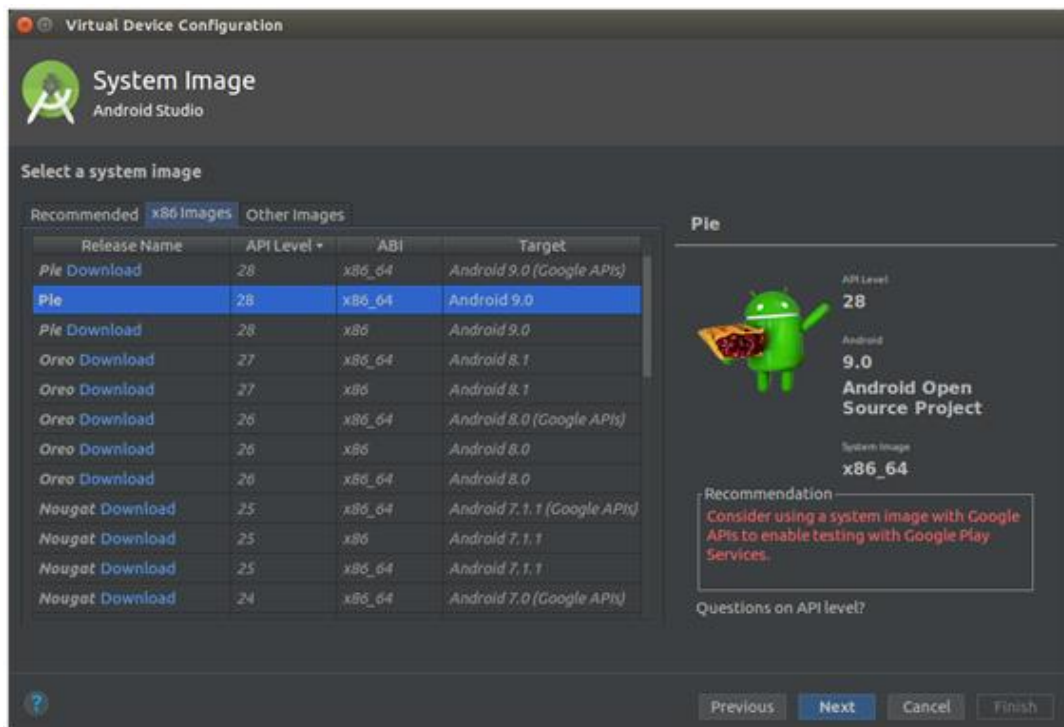 Virtual Device Configuration
System Image
Android Studio
Select a system image
Recommended x86 Images Other Images
Release Name API Level ABI Target
Pie Download 28 x86_64 Android 9.0 (Google APIs)
Pie 28 x86_64 Android 9.0
Pie Download 28 x86 Android 9.0
Oreo Download 27 x86_64 Android 8.1
Oreo Download 27 x86 Android 8.1
Oreo Download 26 x86_64 Android 8.0 (Google APIs)
Oreo Download 26 x86 Android 8.0
Oreo Download 26 x86_64 Android 8.0
Nougat Download 25 x86_64 Android 7.1.1 (Google APIs)
Nougat Download 25 x86 Android 7.1.1
Nougat Download 25 x86_64 Android 7.1.1
Nougat Download 24 x86_64 Android 7.0 (Google APIs)
Pie
API Level
28
Android
9.0
Android Open
Source Project
System Image
x86_64
Recommendation
Consider using a system image with Google
APIs to enable testing with Google Play
Services.
Questions on API level?
? Previous Next Cancel Finish